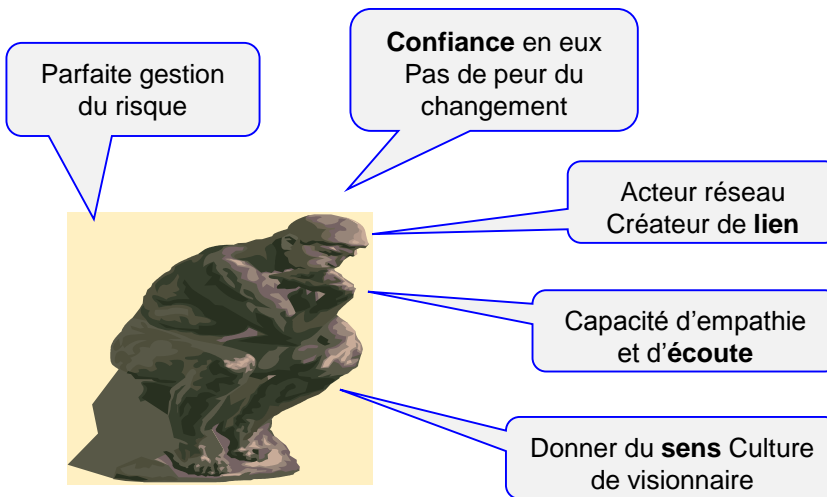 Parfaite gestion
du risque
Confiance en eux
Pas de peur du
changement
Acteur réseau
Créateur de lien
Capacité d’empathie
et d’écoute
Donner du sens Culture
de visionnaire